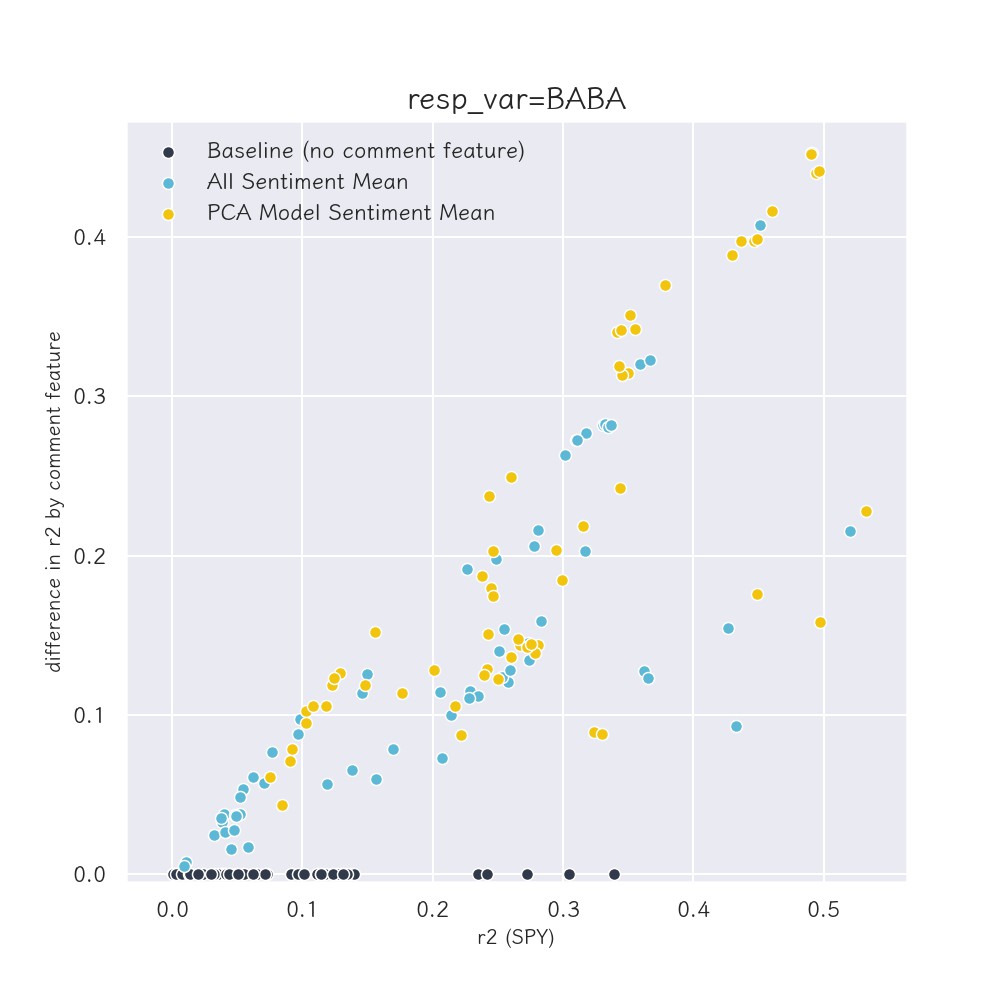 resp_var=BABA
Baseline (no comment feature)
All Sentiment Mean
PCA Model Sentiment Mean
difference in r2 by comment feature
0.4
0.3
0.2
0.1
0.0
0.0 0.1 0.2 0.3 0.4 0.5
r2 (SPY)